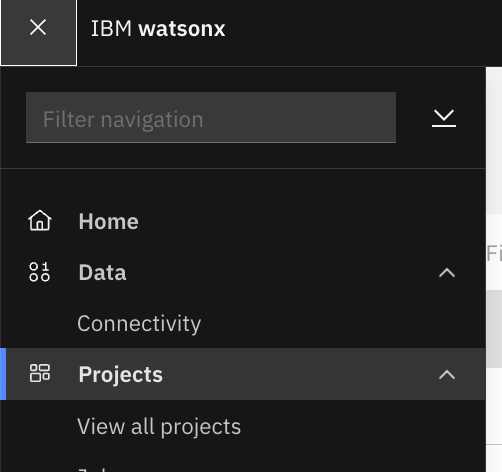 IBM watsonx
Filter navigation
Home
Data
Connectivity
Projects
View all projects